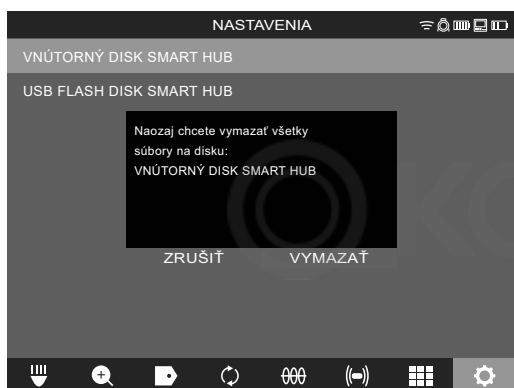 NASTAVENIA
VNÚTORNÝ DISK SMART HUB
USB FLASH DISK SMART HUB
Naozaj chcete vymazať všetky
súbory na disku:
VNÚTORNÝ DISK SMART HUB
ZRUŠIŤ VYMAZAŤ